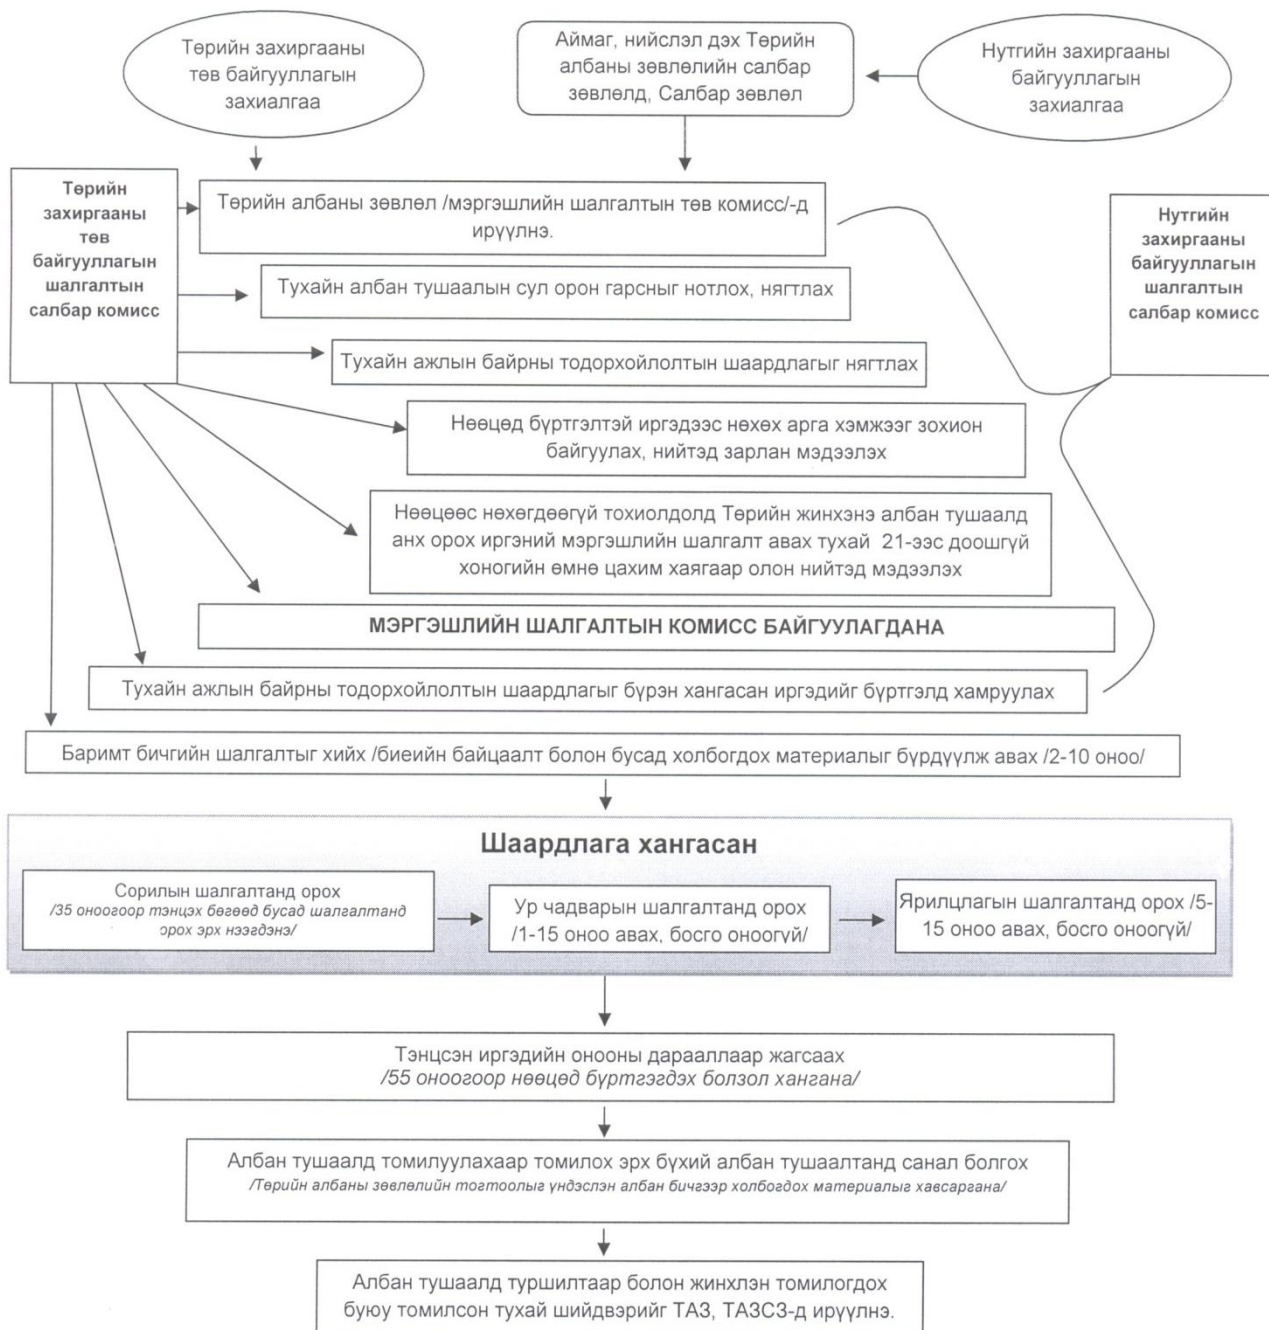 Төрийн захиргааны
төв байгууллагын
захиалгаа
Аймаг, нийслэл дэх Төрийн
албаны зөвлөлийн салбар
зөвлөлд, Салбар зөвлөл
Нутгийн захиргааны
байгууллагын
захиалгаа
Төрийн
захиргааны
төв
байгууллагын
шалгалтын
салбар комисс
Төрийн албаны зөвлөл /мэргэшлийн шалгалтын төв комисс/-д
ирүүлнэ.
Нутгийн
захиргааны
байгууллагын
шалгалтын
салбар комисс
Тухайн албан тушаалын сул орон гарсныг нотлох, нягтлах
Тухайн ажлын байрны тодорхойлолтын шаардлагыг нягтлах
Нөөцөд бүртгэлтэй иргэдээс нөхөх арга хэмжээг зохион
байгуулах, нийтэд зарлан мэдээлэх
Нөөцөөс нөхөгдөөгүй тохиолдолд Төрийн жинхэнэ албан тушаалд
анх орох иргэний мэргэшлийн шалгалт авах тухай 21-ээс доошгүй
хоногийн өмнө цахим хаягаар олон нийтэд мэдээлэх
МЭРГЭШЛИЙН ШАЛГАЛТЫН КОМИСС БАЙГУУЛАГДАНА
Тухайн ажлын байрны тодорхойлолтын шаардлагыг бүрэн хангасан иргэдийг бүртгэлд хамруулах
Баримт бичгийн шалгалтыг хийх /биеийн байцаалт болон бусад холбогдох материалыг бүрдүүлж авах /2-10 оноо/
Шаардлага хангасан
Сорилын шалгалтанд орох
/35 оноогоор тэнцэх бөгөөд бусад шалгалтанд
орох эрх нээгдэнэ/
Ур чадварын шалгалтанд орох
/1-15 оноо авах, босго оноогүй/
Ярилцлагын шалгалтанд орох /5-
15 оноо авах, босго оноогүй/
Тэнцсэн иргэдийн онооны дарааллаар жагсаах
/55 оноогоор нөөцөд бүртгэгдэх болзол хангана/
Албан тушаалд томилуулахаар томилох эрх бүхий албан тушаалтанд санал болгох
/Төрийн албаны зөвлөлийн тогтоолыг үндэслэн албан бичгээр холбогдох материалыг хавсаргана/
Албан тушаалд туршилтаар болон жинхлэн томилогдох
буюу томилсон тухай шийдвэрийг ТАЗ, ТАЗСЗ-д ирүүлнэ.